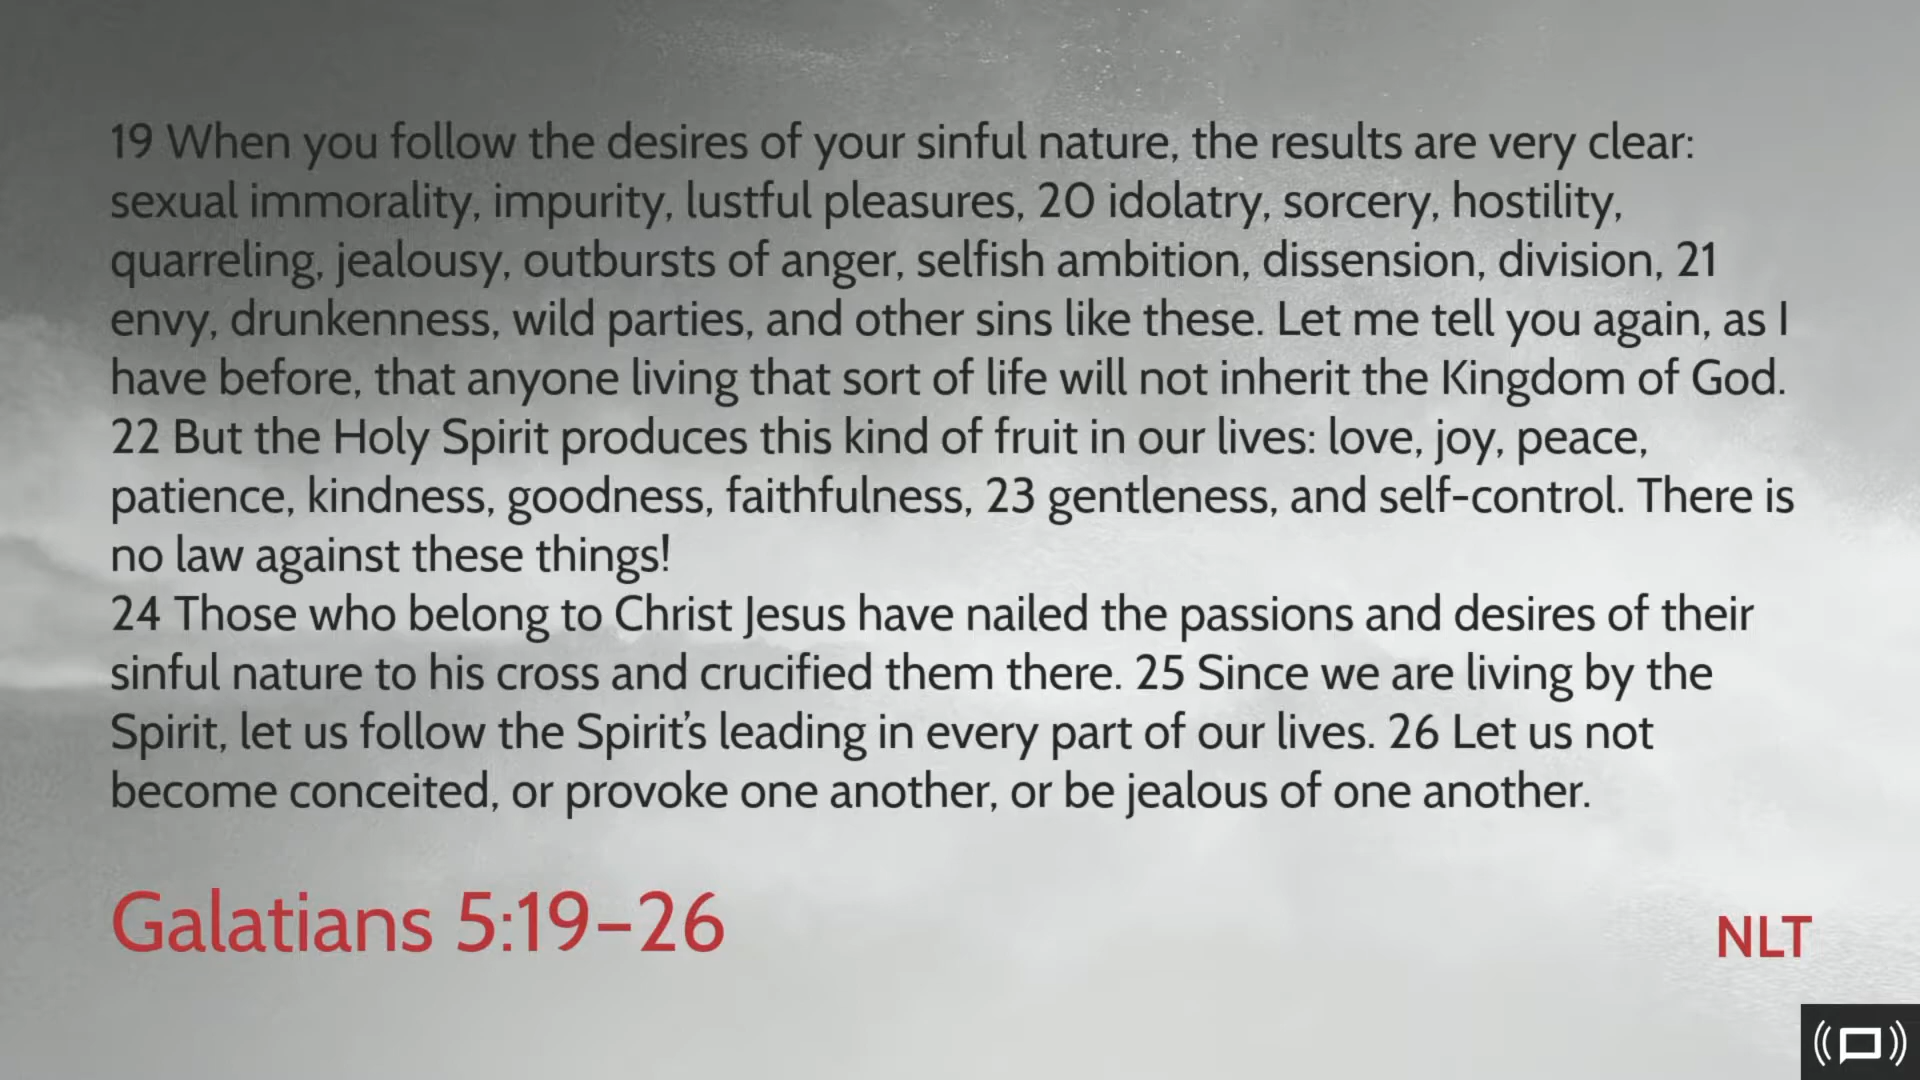 19 When you follow the desires of your sinful nature, the results are very clear:
sexual immorality, impurity, lustful pleasures, 20 idolatry, sorcery, hostility,
quarreling, jealousy, outbursts of anger, selfish ambition, dissension, division, 21
envy, drunkenness, wild parties, and other sins like these. Let me tell you again, as I
have before, that anyone living that sort of life will not inherit the Kingdom of God.
22 But the Holy Spirit produces this kind of fruit in our lives: love, joy, peace,
patience, kindness, goodness, faithfulness, 23 gentleness, and self-control. There is
no law against these things!
24 Those who belong to Christ Jesus have nailed the passions and desires of their
sinful nature to his cross and crucified them there. 25 Since we are living by the
Spirit, let us follow the Spirit’s leading in every part of our lives. 26 Let us not
become conceited, or provoke one another, or be jealous of one another.
Galatians 5:19–26
NLT